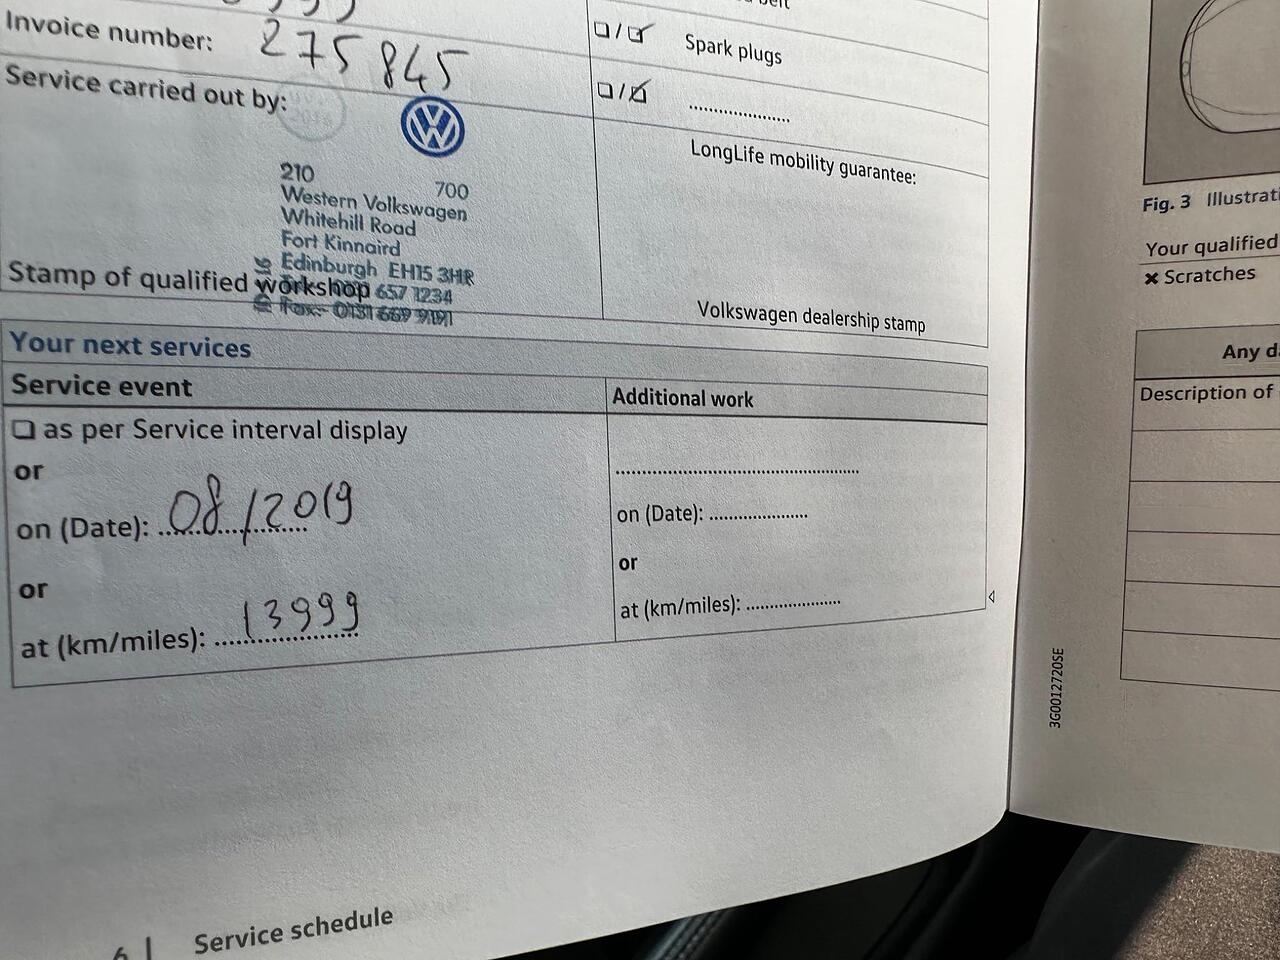 Invoice number: 275 845
Service carried out by:
210
700
Western Volkswagen
Whitehill Road
Fort Kinnaird
Edinburgh EH15 3HR
657 1234
Fax:- 0131 669 9191
Stamp of qualified workshop
❑ / ❑ Spark plugs
❑ / ❑ ....................
LongLife mobility guarantee:
Volkswagen dealership stamp
Your next services
Service event
Additional work
❑ as per Service interval display
or
on (Date): 08/2019
or
at (km/miles): 13999
on (Date): ....................
or
at (km/miles): ....................
6 | Service schedule
3G0012720SE
Fig. 3
Your qualified
× Scratches
Any
Description of